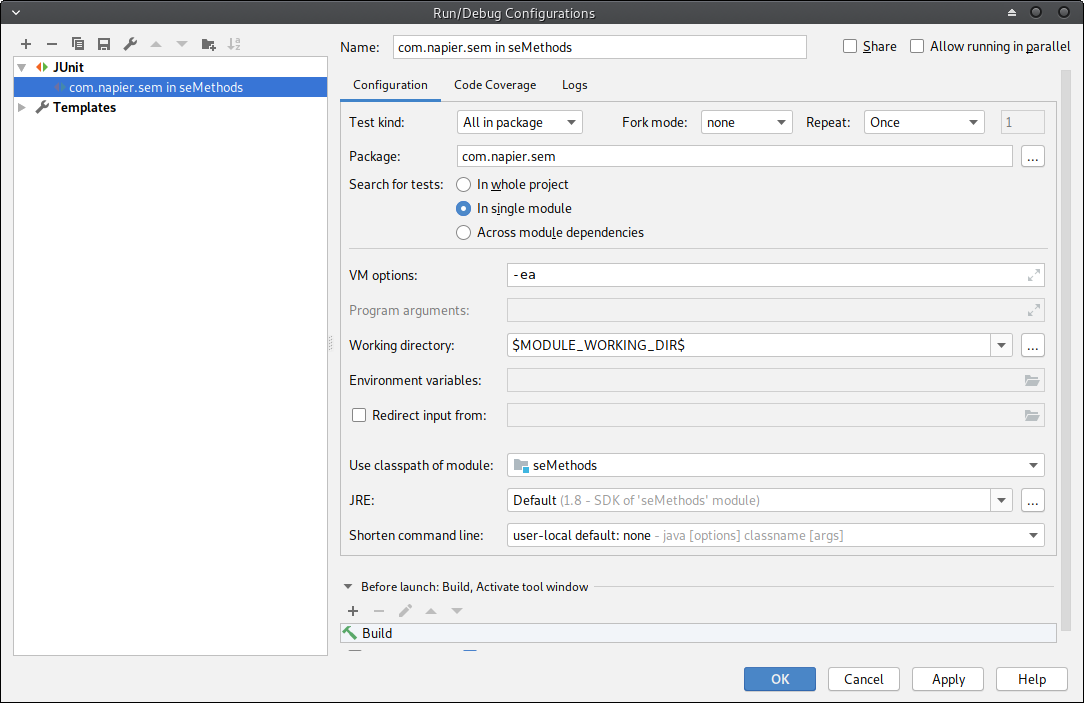 Run/Debug Configurations
JUnit
com.napier.sem in seMethods
Templates
Name: com.napier.sem in seMethods Share Allow running in parallel
Configuration Code Coverage Logs
Test kind: All in package Fork mode: none Repeat: Once 1
Package: com.napier.sem ...
Search for tests: In whole project
In single module
Across module dependencies
VM options: -ea
Program arguments:
Working directory: $MODULE_WORKING_DIR$ ...
Environment variables:
Redirect input from:
Use classpath of module: seMethods
JRE: Default (1.8 - SDK of 'seMethods' module) ...
Shorten command line: user-local default: none - java [options] classname [args]
Before launch: Build, Activate tool window
Build
OK Cancel Apply Help